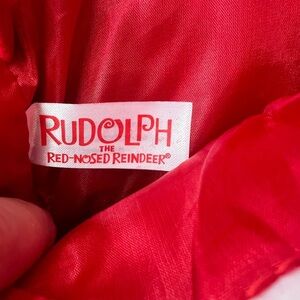 RUDOLPH
THE
RED-NOSED REINDEER®